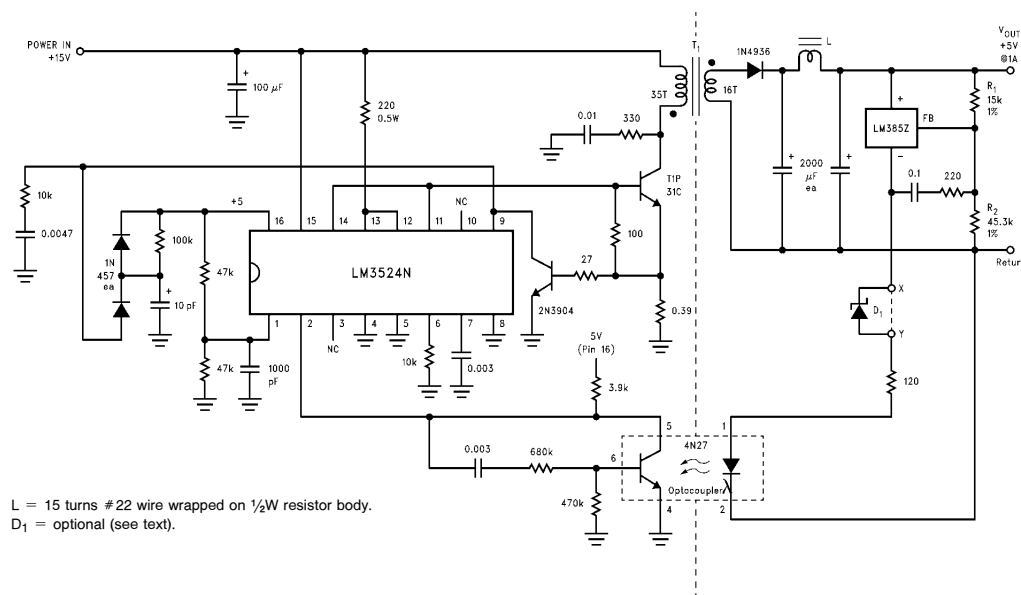 POWER IN
+15V
+
100 μF
220
0.5W
T1
35T
16T
1N4936
L
VOUT
+5V
@1A
R1
15k
1%
+
LM385Z
FB
−
0.01
330
T1P
31C
+
2000
μF
ea
+
0.1
220
R2
45.3k
1%
Retur
10k
0.0047
+5
1N
457
ea
100k
+
10 pF
47k
47k
1000
pF
16
15
14
13
12
11
NC
10
9
LM3524N
1
2
3
4
5
6
7
8
NC
10k
0.003
100
27
2N3904
0.39
X
D1
Y
120
5V
(Pin 16)
3.9k
0.003
680k
470k
6
5
4
4N27
Optocoupler
λ
1
2
L = 15 turns #22 wire wrapped on ½W resistor body.
D1 = optional (see text).